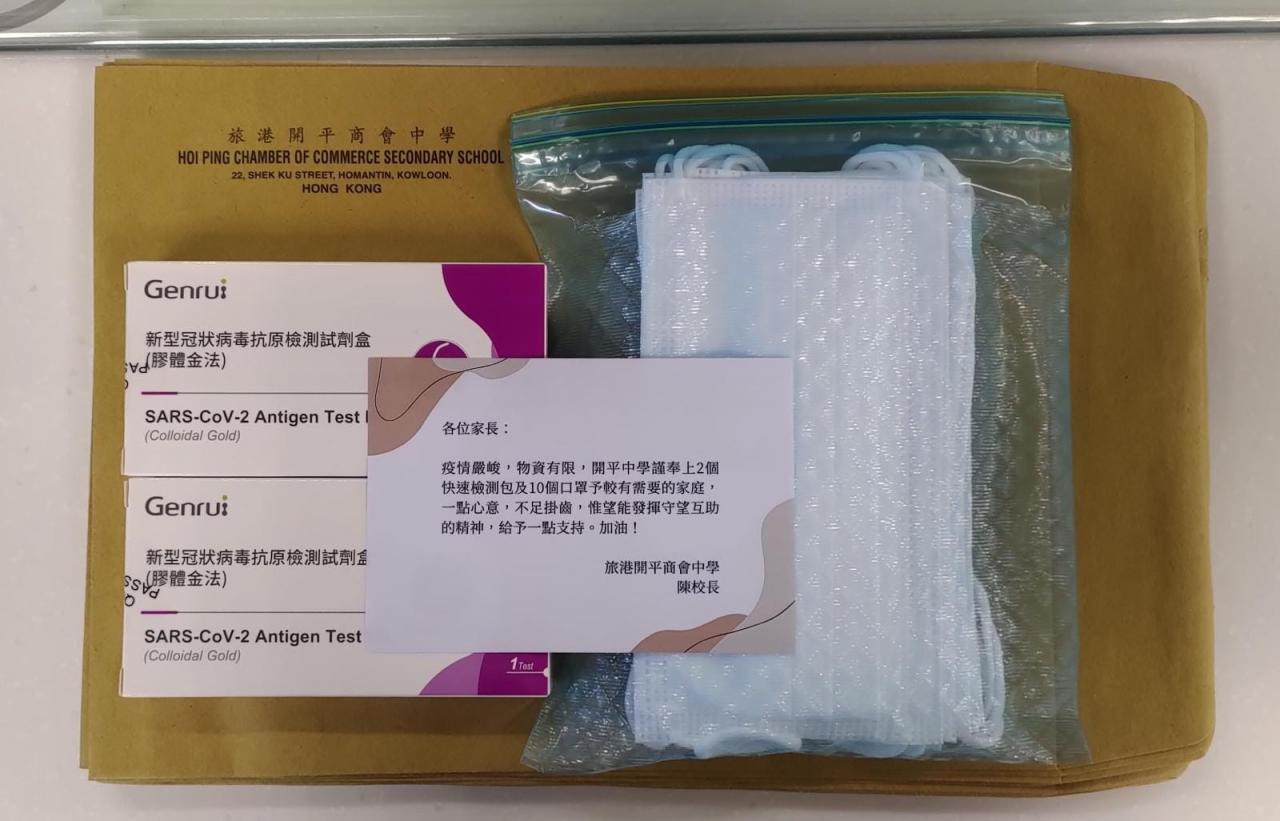 旅港開平商會中學
HOI PING CHAMBER OF COMMERCE SECONDARY SCHOOL
22, SHEK KU STREET, HOMANTIN, KOWLOON.
HONG KONG
Genrui
新型冠狀病毒抗原檢測試劑盒
(膠體金法)
SARS-CoV-2 Antigen Test
(Colloidal Gold)
Genrui
新型冠狀病毒抗原檢測試劑盒
(膠體金法)
SARS-CoV-2 Antigen Test
(Colloidal Gold)
1 Test
各位家長：
疫情嚴峻，物資有限，開平中學謹奉上2個
快速檢測包及10個口罩予較有需要的家庭，
一點心意，不足掛齒，惟望能發揮守望互助
的精神，給予一點支持。加油！
旅港開平商會中學
陳校長